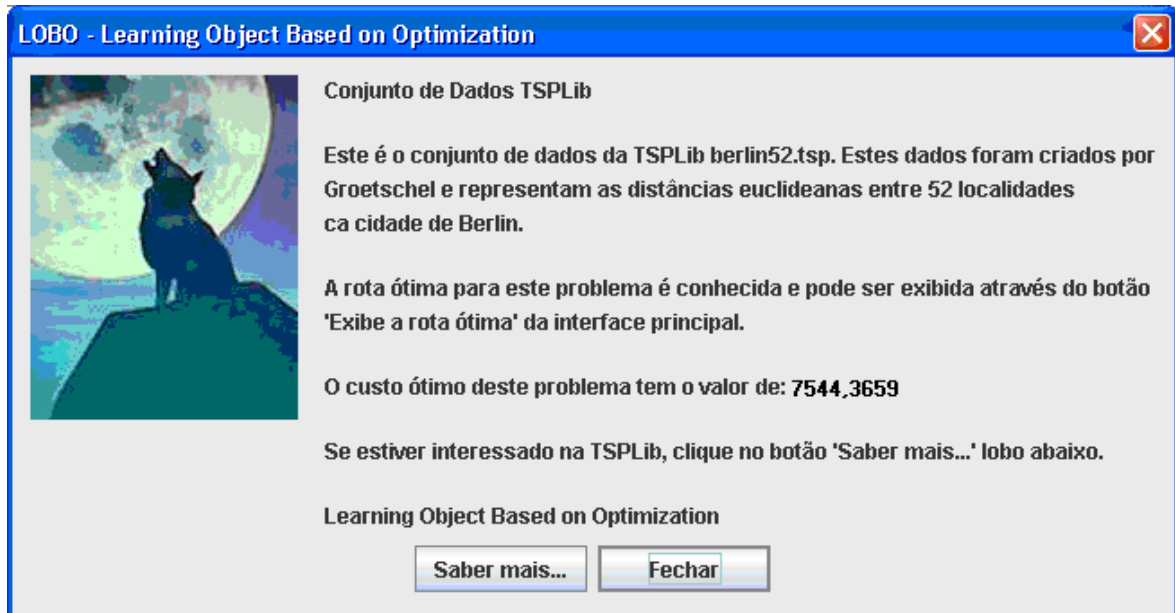 LOBO - Learning Object Based on Optimization
Conjunto de Dados TSPLib
Este é o conjunto de dados da TSPLib berlin52.tsp. Estes dados foram criados por
Groetschel e representam as distâncias euclideanas entre 52 localidades
ca cidade de Berlin.
A rota ótima para este problema é conhecida e pode ser exibida através do botão
'Exibe a rota ótima' da interface principal.
O custo ótimo deste problema tem o valor de: 7544,3659
Se estiver interessado na TSPLib, clique no botão 'Saber mais...' lobo abaixo.
Learning Object Based on Optimization
Saber mais... Fechar